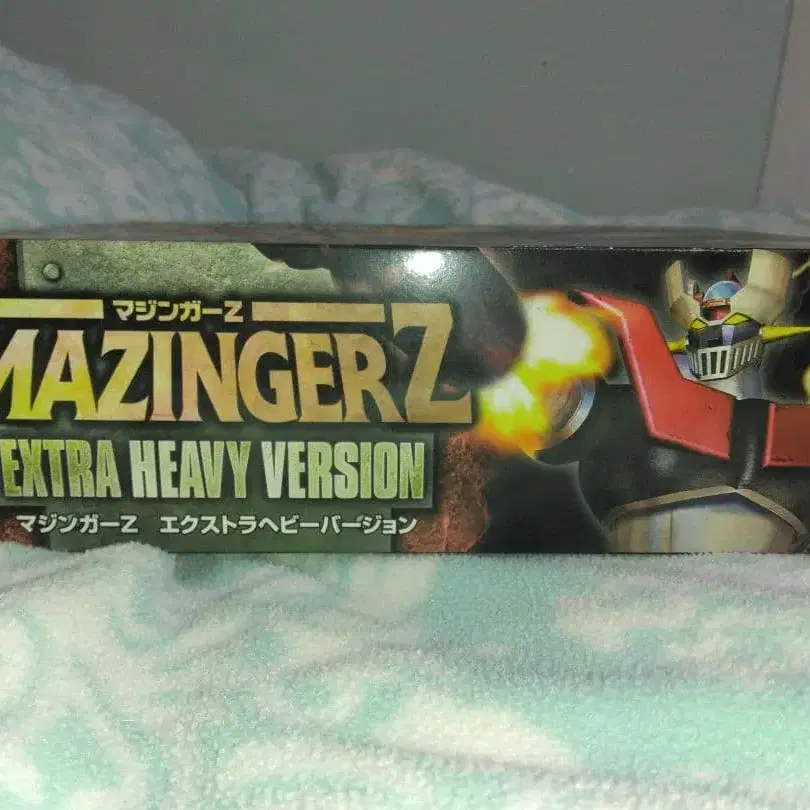 マジンガーZ
MAZINGER Z
EXTRA HEAVY VERSION
マジンガーZ エクストラヘビーバージョン